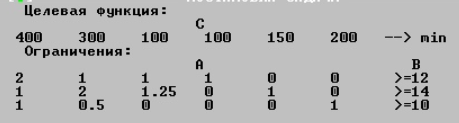 Целевая функция:
C
400 300 100 100 150 200 --> min
Ограничения:
A B
2 1 1 1 0 0 >=12
1 2 1.25 0 1 0 >=14
1 0.5 0 0 0 1 >=10